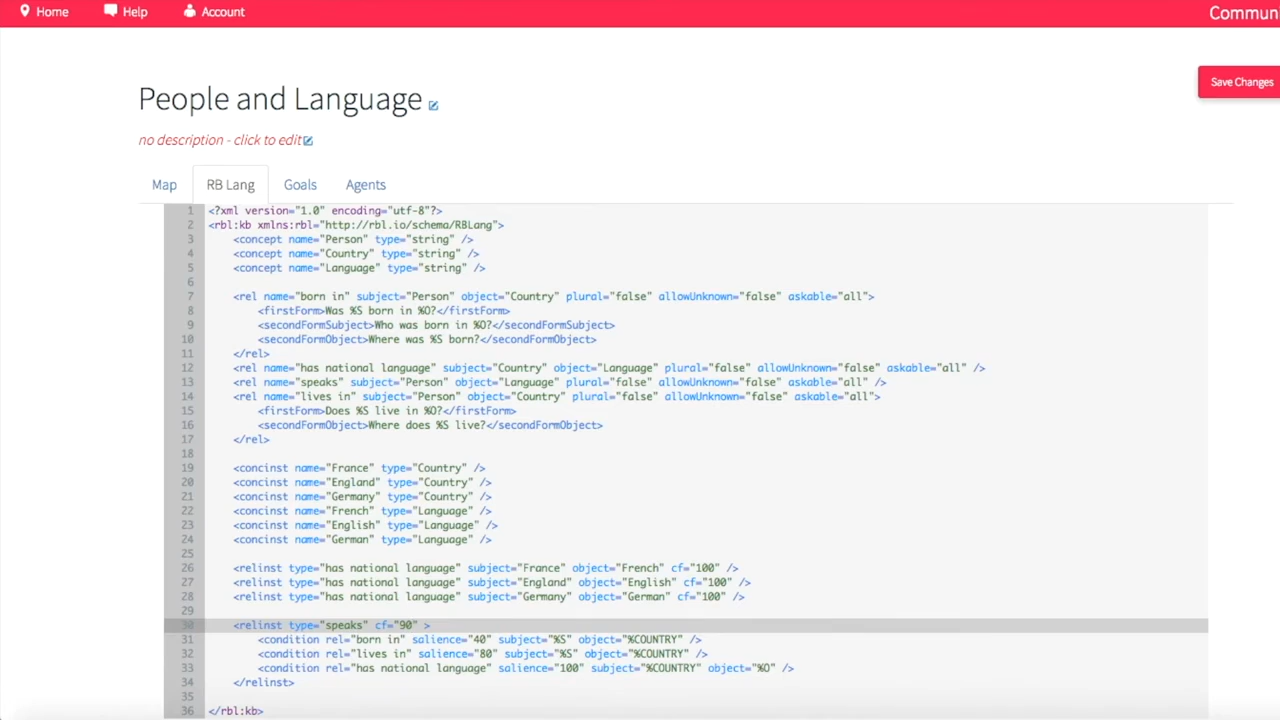 Home Help Account Commun
Save Changes
People and Language
no description - click to edit
Map RB Lang Goals Agents
1 <?xml version="1.0" encoding="utf-8"?>
2 <rbl:kb xmlns:rbl="http://rbl.io/schema/RBLang">
3 <concept name="Person" type="string" />
4 <concept name="Country" type="string" />
5 <concept name="Language" type="string" />
6
7 <rel name="born in" subject="Person" object="Country" plural="false" allowUnknown="false" askable="all">
8 <firstForm>Was %S born in %O?</firstForm>
9 <secondFormSubject>Who was born in %O?</secondFormSubject>
10 <secondFormObject>Where was %S born?</secondFormObject>
11 </rel>
12 <rel name="has national language" subject="Country" object="Language" plural="false" allowUnknown="false" askable="all" />
13 <rel name="speaks" subject="Person" object="Language" plural="false" allowUnknown="false" askable="all" />
14 <rel name="lives in" subject="Person" object="Country" plural="false" allowUnknown="false" askable="all">
15 <firstForm>Does %S live in %O?</firstForm>
16 <secondFormObject>Where does %S live?</secondFormObject>
17 </rel>
18
19 <concinst name="France" type="Country" />
20 <concinst name="England" type="Country" />
21 <concinst name="Germany" type="Country" />
22 <concinst name="French" type="Language" />
23 <concinst name="English" type="Language" />
24 <concinst name="German" type="Language" />
25
26 <relinst type="has national language" subject="France" object="French" cf="100" />
27 <relinst type="has national language" subject="England" object="English" cf="100" />
28 <relinst type="has national language" subject="Germany" object="German" cf="100" />
29
30 <relinst type="speaks" cf="90" >
31 <condition rel="born in" salience="40" subject="%S" object="%COUNTRY" />
32 <condition rel="lives in" salience="80" subject="%S" object="%COUNTRY" />
33 <condition rel="has national language" salience="100" subject="%COUNTRY" object="%O" />
34 </relinst>
35
36 </rbl:kb>